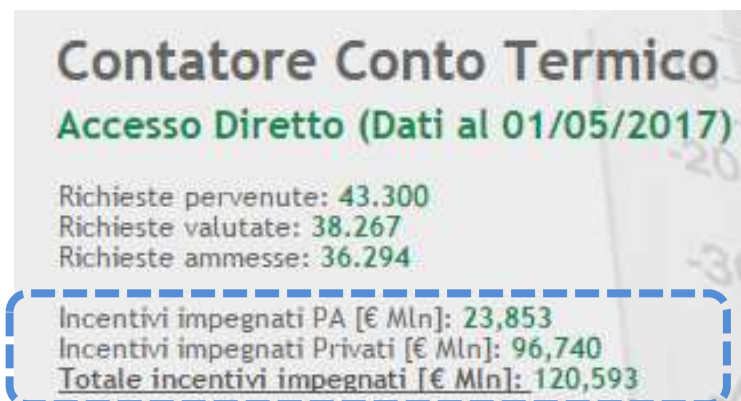 Contatore Conto Termico
Accesso Diretto (Dati al 01/05/2017)
-20
Richieste pervenute: 43.300
Richieste valutate: 38.267
Richieste ammesse: 36.294
Incentivi impegnati PA [€ Mln]: 23,853
Incentivi impegnati Privati [€ Mln]: 96,740
Totale incentivi impegnati [€ Mln]: 120,593